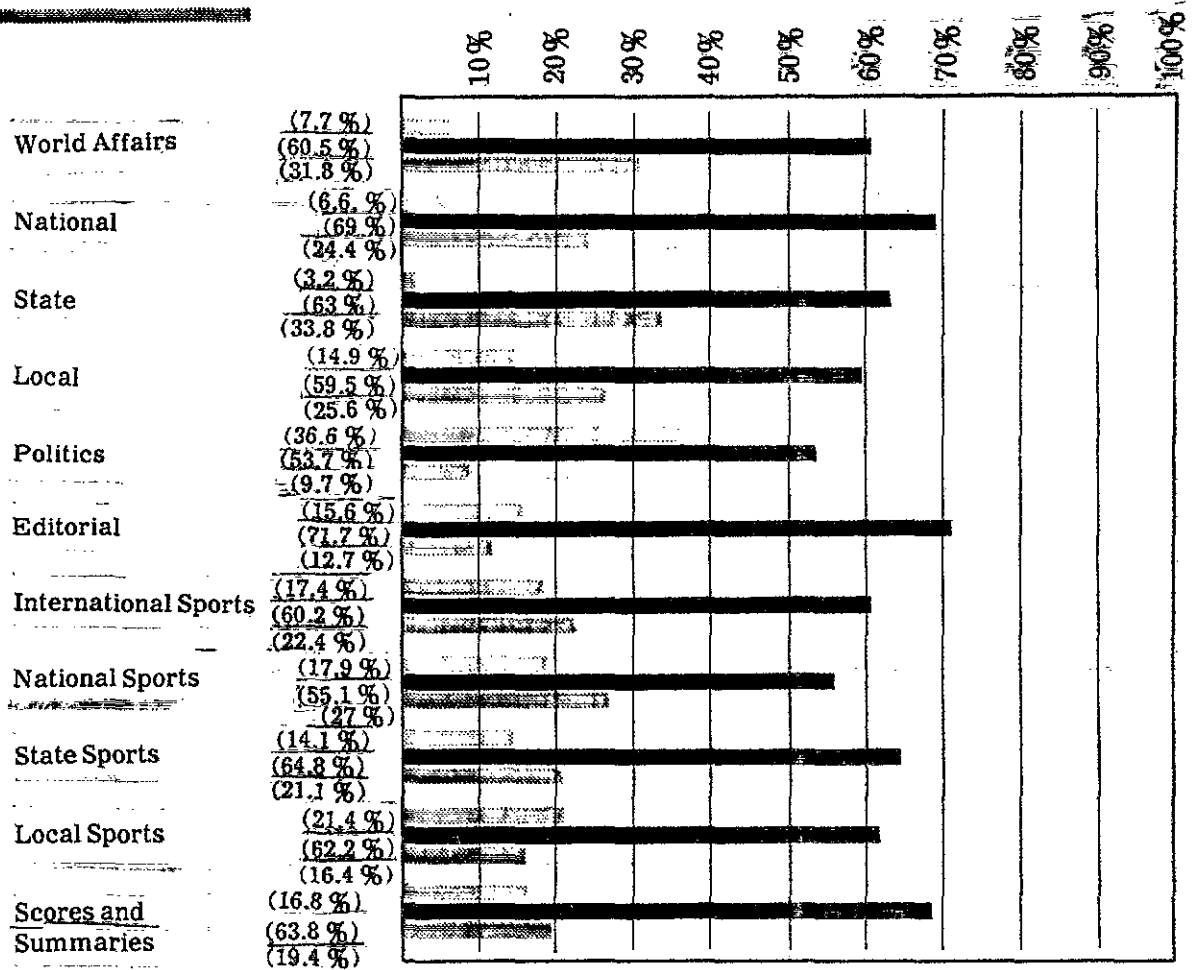 10% 20% 30% 40% 50% 60% 70% 80% 90% 100%
(7.7 %)
World Affairs (60.5 %)
(31.8 %)
(6.6. %)
National (69 %)
(24.4 %)
(3.2 %)
State (63 %)
(33.8 %)
(14.9 %)
Local (59.5 %)
(25.6 %)
(36.6 %)
Politics (53.7 %)
(9.7 %)
(15.6 %)
Editorial (71.7 %)
(12.7 %)
(17.4 %)
International Sports (60.2 %)
(22.4 %)
(17.9 %)
National Sports (55.1 %)
(27 %)
(14.1 %)
State Sports (64.8 %)
(21.1 %)
(21.4 %)
Local Sports (62.2 %)
(16.4 %)
Scores and (16.8 %)
Summaries (63.8 %)
(19.4 %)